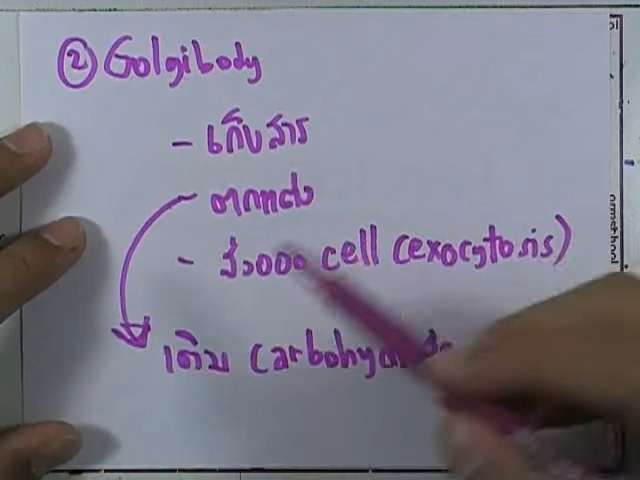 ② Golgibody
- เก็บสาร
- ตกแต่ง
- ส่งออก cell (exocytosis)
เติม